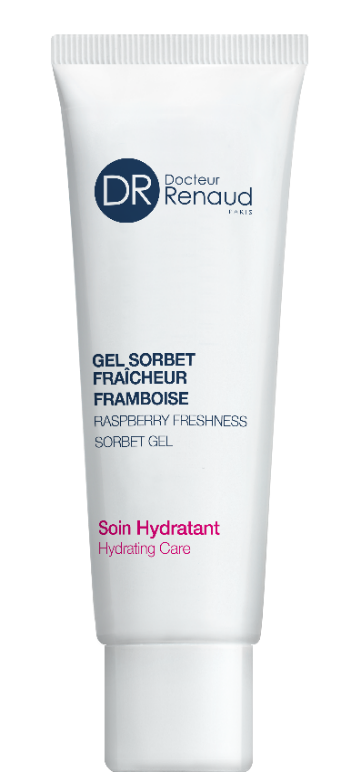 DR Docteur
Renaud
PARIS
GEL SORBET
FRAÎCHEUR
FRAMBOISE
RASPBERRY FRESHNESS
SORBET GEL
Soin Hydratant
Hydrating Care